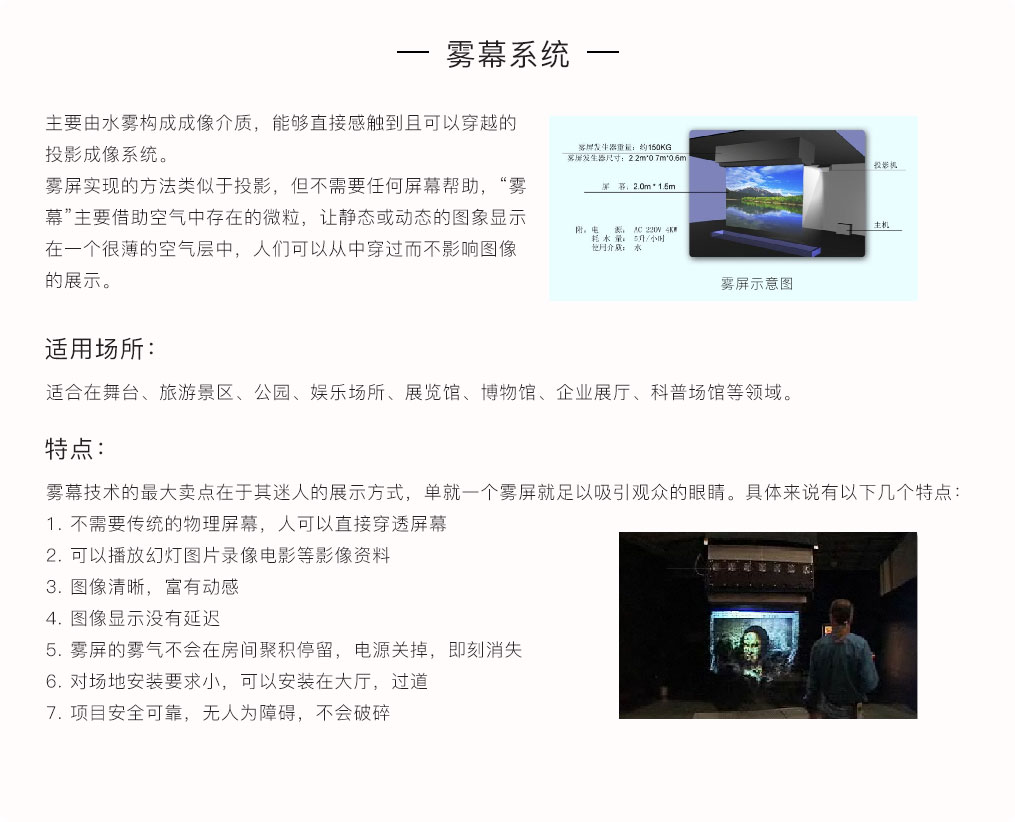 雾幕系统
主要由水雾构成成像介质，能够直接感触到且可以穿越的
投影成像系统。
雾屏实现的方法类似于投影，但不需要任何屏幕帮助，“雾
幕”主要借助空气中存在的微粒，让静态或动态的图象显示
在一个很薄的空气层中，人们可以从中穿过而不影响图像
的展示。
雾屏发生器重量：约150KG
雾屏发生器尺寸：2.2m*0.7m*0.6m
屏 幕：2.0m * 1.5m
附：电 源： AC 220V 4KW
耗 水 量： 5升/小时
使用介质： 水
投影机
主机
雾屏示意图
适用场所：
适合在舞台、旅游景区、公园、娱乐场所、展览馆、博物馆、企业展厅、科普场馆等领域。
特点：
雾幕技术的最大卖点在于其迷人的展示方式，单就一个雾屏就足以吸引观众的眼睛。具体来说有以下几个特点：
1. 不需要传统的物理屏幕，人可以直接穿透屏幕
2. 可以播放幻灯图片录像电影等影像资料
3. 图像清晰，富有动感
4. 图像显示没有延迟
5. 雾屏的雾气不会在房间聚积停留，电源关掉，即刻消失
6. 对场地安装要求小，可以安装在大厅，过道
7. 项目安全可靠，无人为障碍，不会破碎